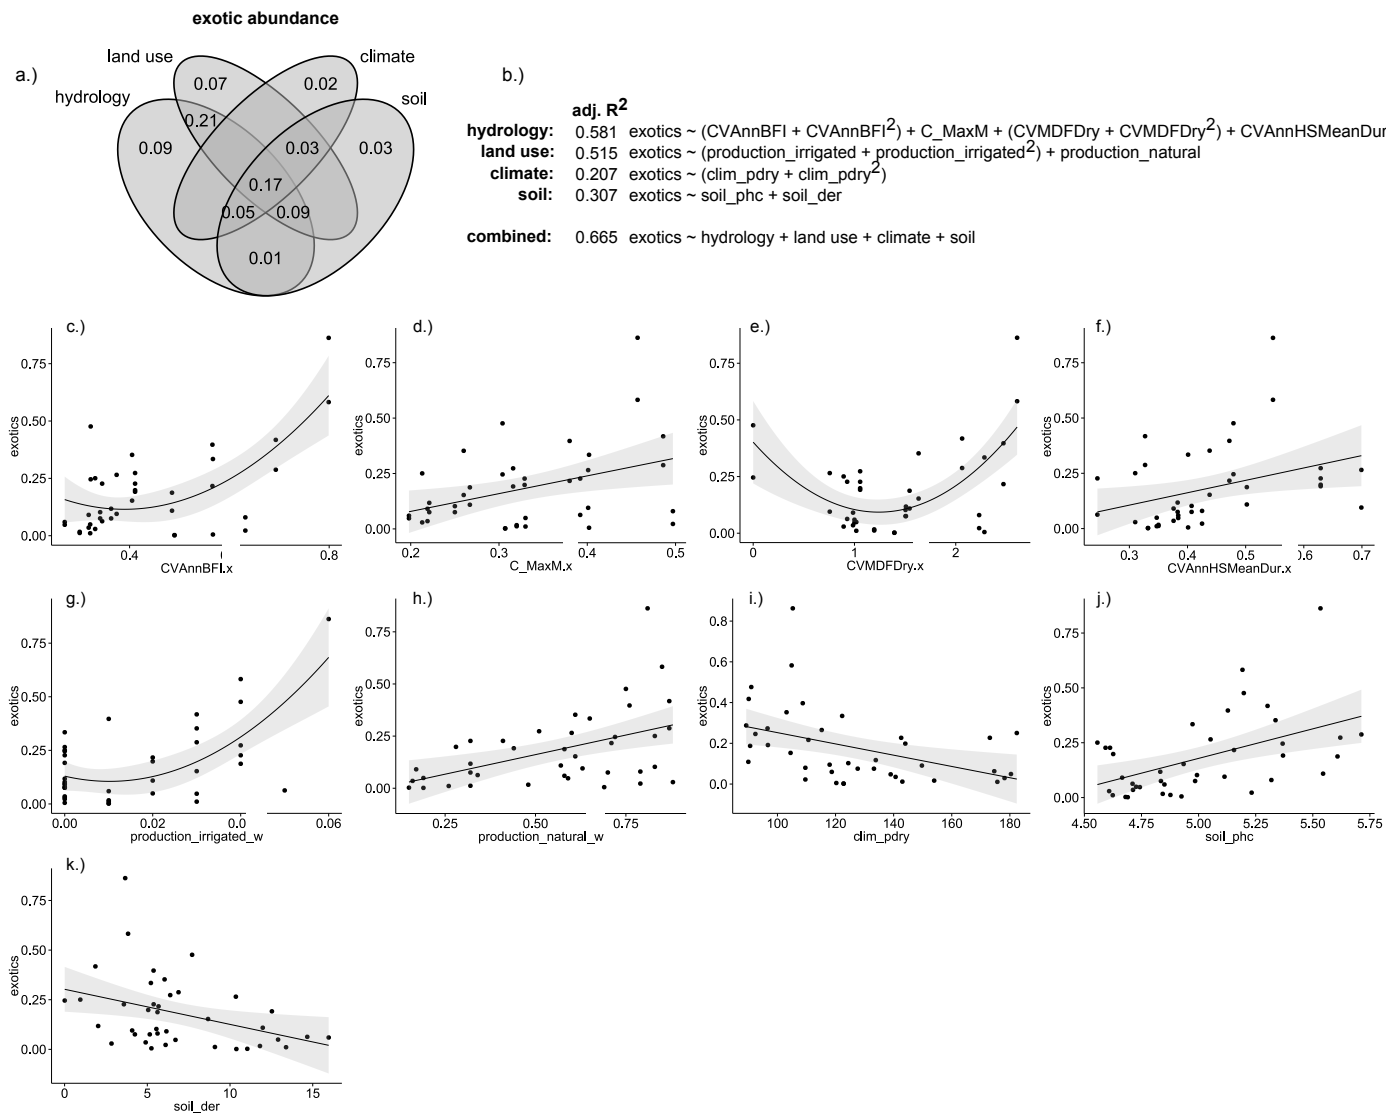 exotic abundance
a.)
land use
climate
hydrology
soil
0.07
0.02
0.21
0.09
0.03
0.03
0.17
0.05
0.09
0.01
b.)
adj. R2
hydrology: 0.581 exotics ~ (CVAnnBFI + CVAnnBFI2) + C_MaxM + (CVMDFDry + CVMDFDry2) + CVAnnHSMeanDur
land use: 0.515 exotics ~ (production_irrigated + production_irrigated2) + production_natural
climate: 0.207 exotics ~ (clim_pdry + clim_pdry2)
soil: 0.307 exotics ~ soil_phc + soil_der
combined: 0.665 exotics ~ hydrology + land use + climate + soil
c.)
exotics
0.75
0.50
0.25
0.00
0.4
0.8
CVAnnBFI.x
d.)
exotics
0.75
0.50
0.25
0.00
0.2
0.3
0.4
0.5
C_MaxM.x
e.)
exotics
0.75
0.50
0.25
0.00
0
1
2
CVMDFDry.x
f.)
exotics
0.75
0.50
0.25
0.00
0.3
0.4
0.5
0.6
0.7
CVAnnHSMeanDur.x
g.)
exotics
0.75
0.50
0.25
0.00
0.00
0.02
0.06
production_irrigated_w
h.)
exotics
0.75
0.50
0.25
0.00
0.25
0.50
0.75
production_natural_w
i.)
exotics
0.8
0.6
0.4
0.2
0.0
100
120
140
160
180
clim_pdry
j.)
exotics
0.75
0.50
0.25
0.00
4.50
4.75
5.00
5.25
5.50
5.75
soil_phc
k.)
exotics
0.75
0.50
0.25
0.00
0
5
10
15
soil_der